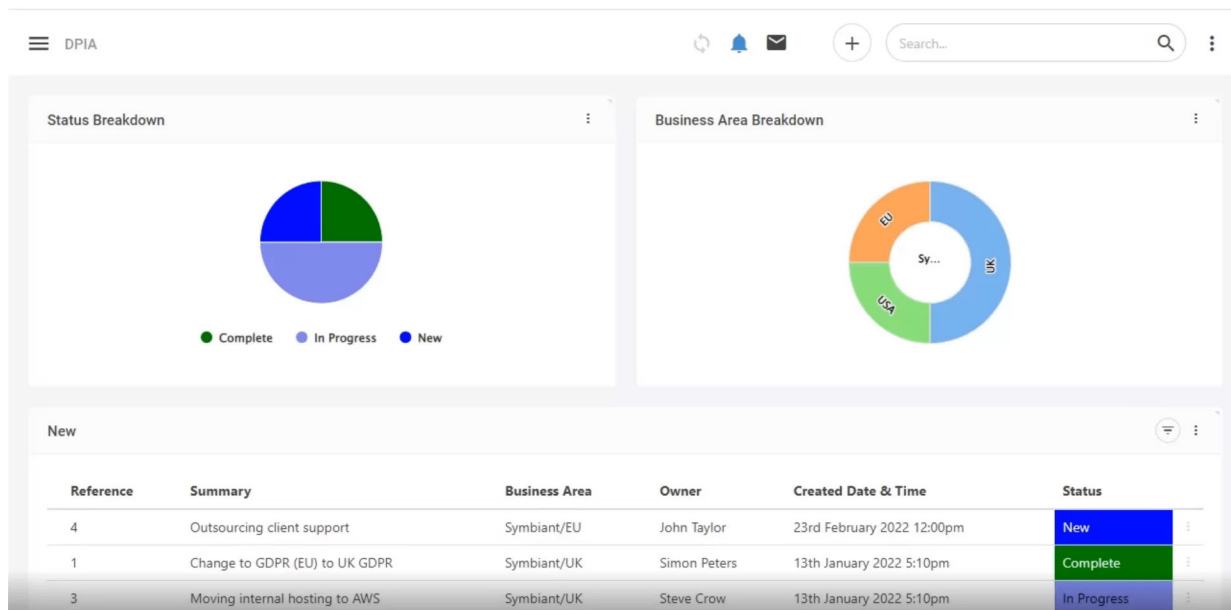 DPIA
Search...
Status Breakdown
Business Area Breakdown
EU
UK
USA
Sy...
Complete In Progress New
New
Reference Summary Business Area Owner Created Date & Time Status
4 Outsourcing client support Symbiant/EU John Taylor 23rd February 2022 12:00pm New
1 Change to GDPR (EU) to UK GDPR Symbiant/UK Simon Peters 13th January 2022 5:10pm Complete
3 Moving internal hosting to AWS Symbiant/UK Steve Crow 13th January 2022 5:10pm In Progress